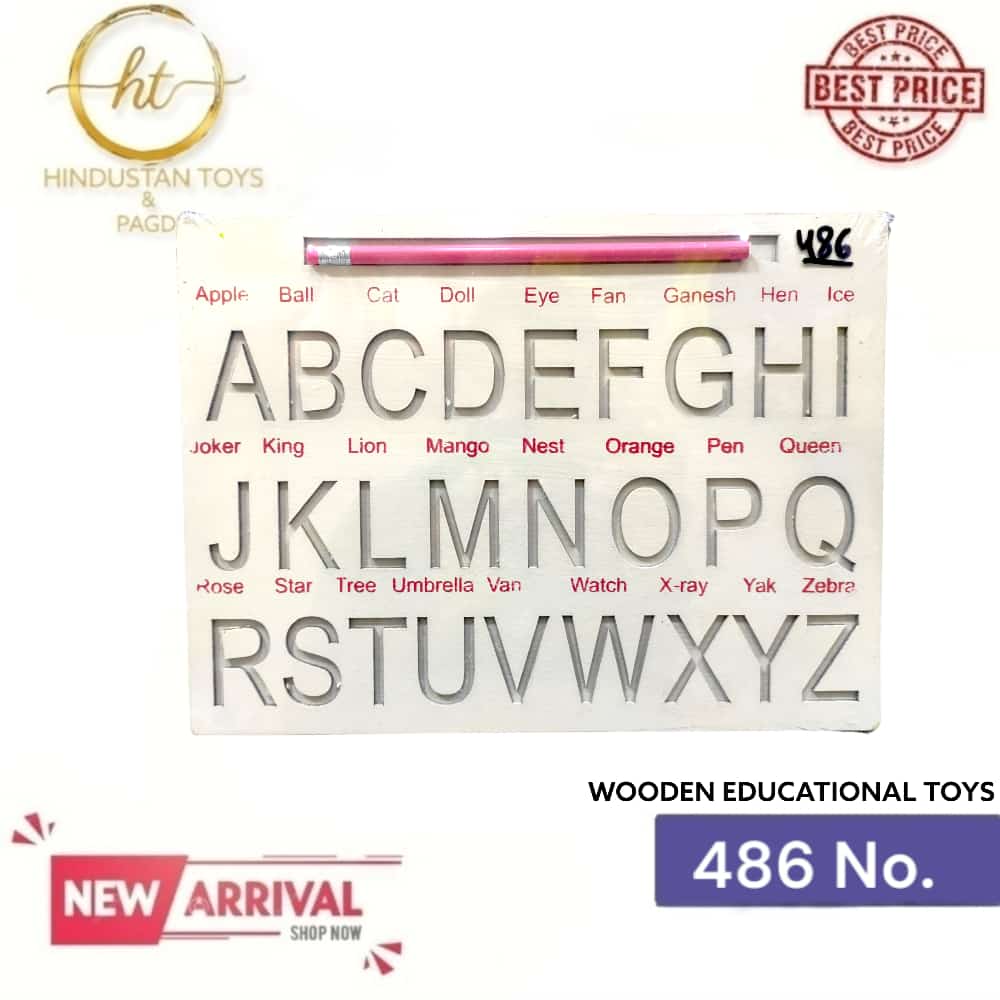 ht
HINDUSTAN TOYS
&
PAGD
BEST PRICE
BEST PRICE
BEST PRICE
486
Apple Ball Cat Doll Eye Fan Ganesh Hen Ice
ABCDEFGHI
Joker King Lion Mango Nest Orange Pen Queen
JKLMNOPQ
Rose Star Tree Umbrella Van Watch X-ray Yak Zebra
RSTUVWXYZ
WOODEN EDUCATIONAL TOYS
486 No.
NEW ARRIVAL
SHOP NOW